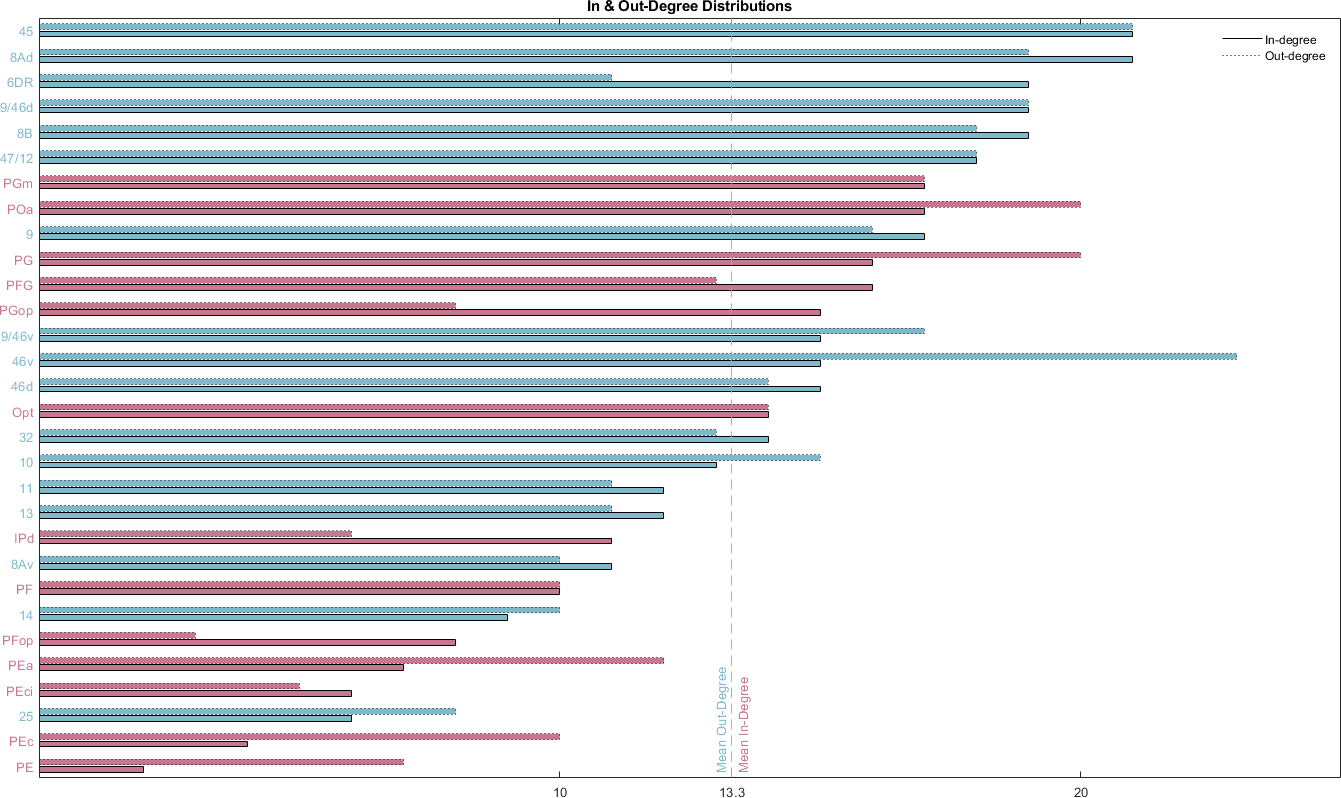 In & Out-Degree Distributions
In-degree
Out-degree
45
8Ad
6DR
9/46d
8B
47/12
PGm
POa
9
PG
PFG
PGop
9/46v
46v
46d
Opt
32
10
11
13
IPd
8Av
PF
14
PFop
PEa
PEci
25
PEc
PE
Mean Out-Degree
Mean In-Degree
10
13.3
20